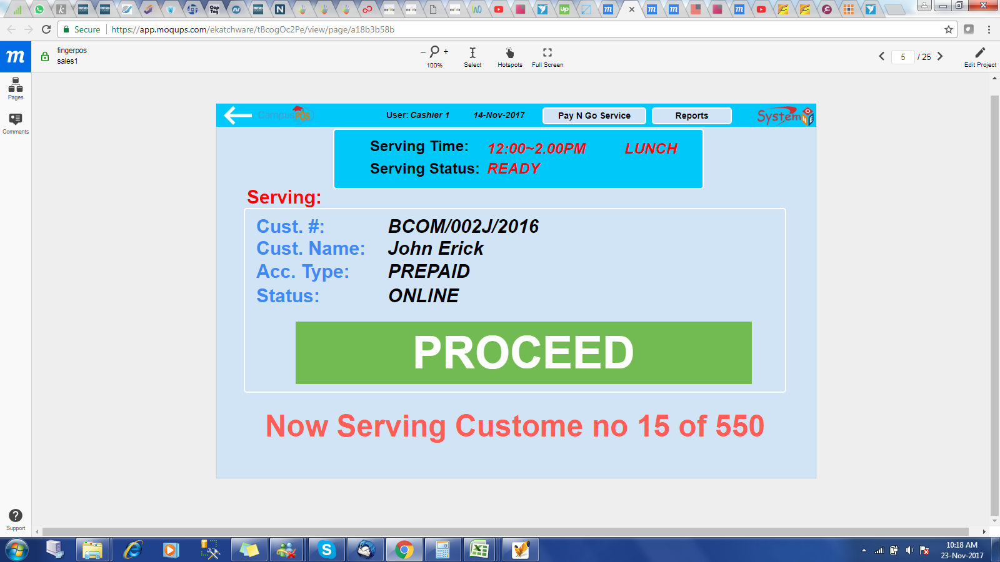 Secure
https://app.moqups.com/ekatchware/tBcogOc2Pe/view/page/a18b3b58b
m
fingerpos
sales1
100%
Select
Hotspots
Full Screen
5 / 25
Edit Project
Pages
Comments
CampusPOS
User: Cashier 1
14-Nov-2017
Pay N Go Service
Reports
System ONE
Serving Time: 12:00~2.00PM LUNCH
Serving Status: READY
Serving:
Cust. #: BCOM/002J/2016
Cust. Name: John Erick
Acc. Type: PREPAID
Status: ONLINE
PROCEED
Now Serving Custome no 15 of 550
Support
10:18 AM
23-Nov-2017